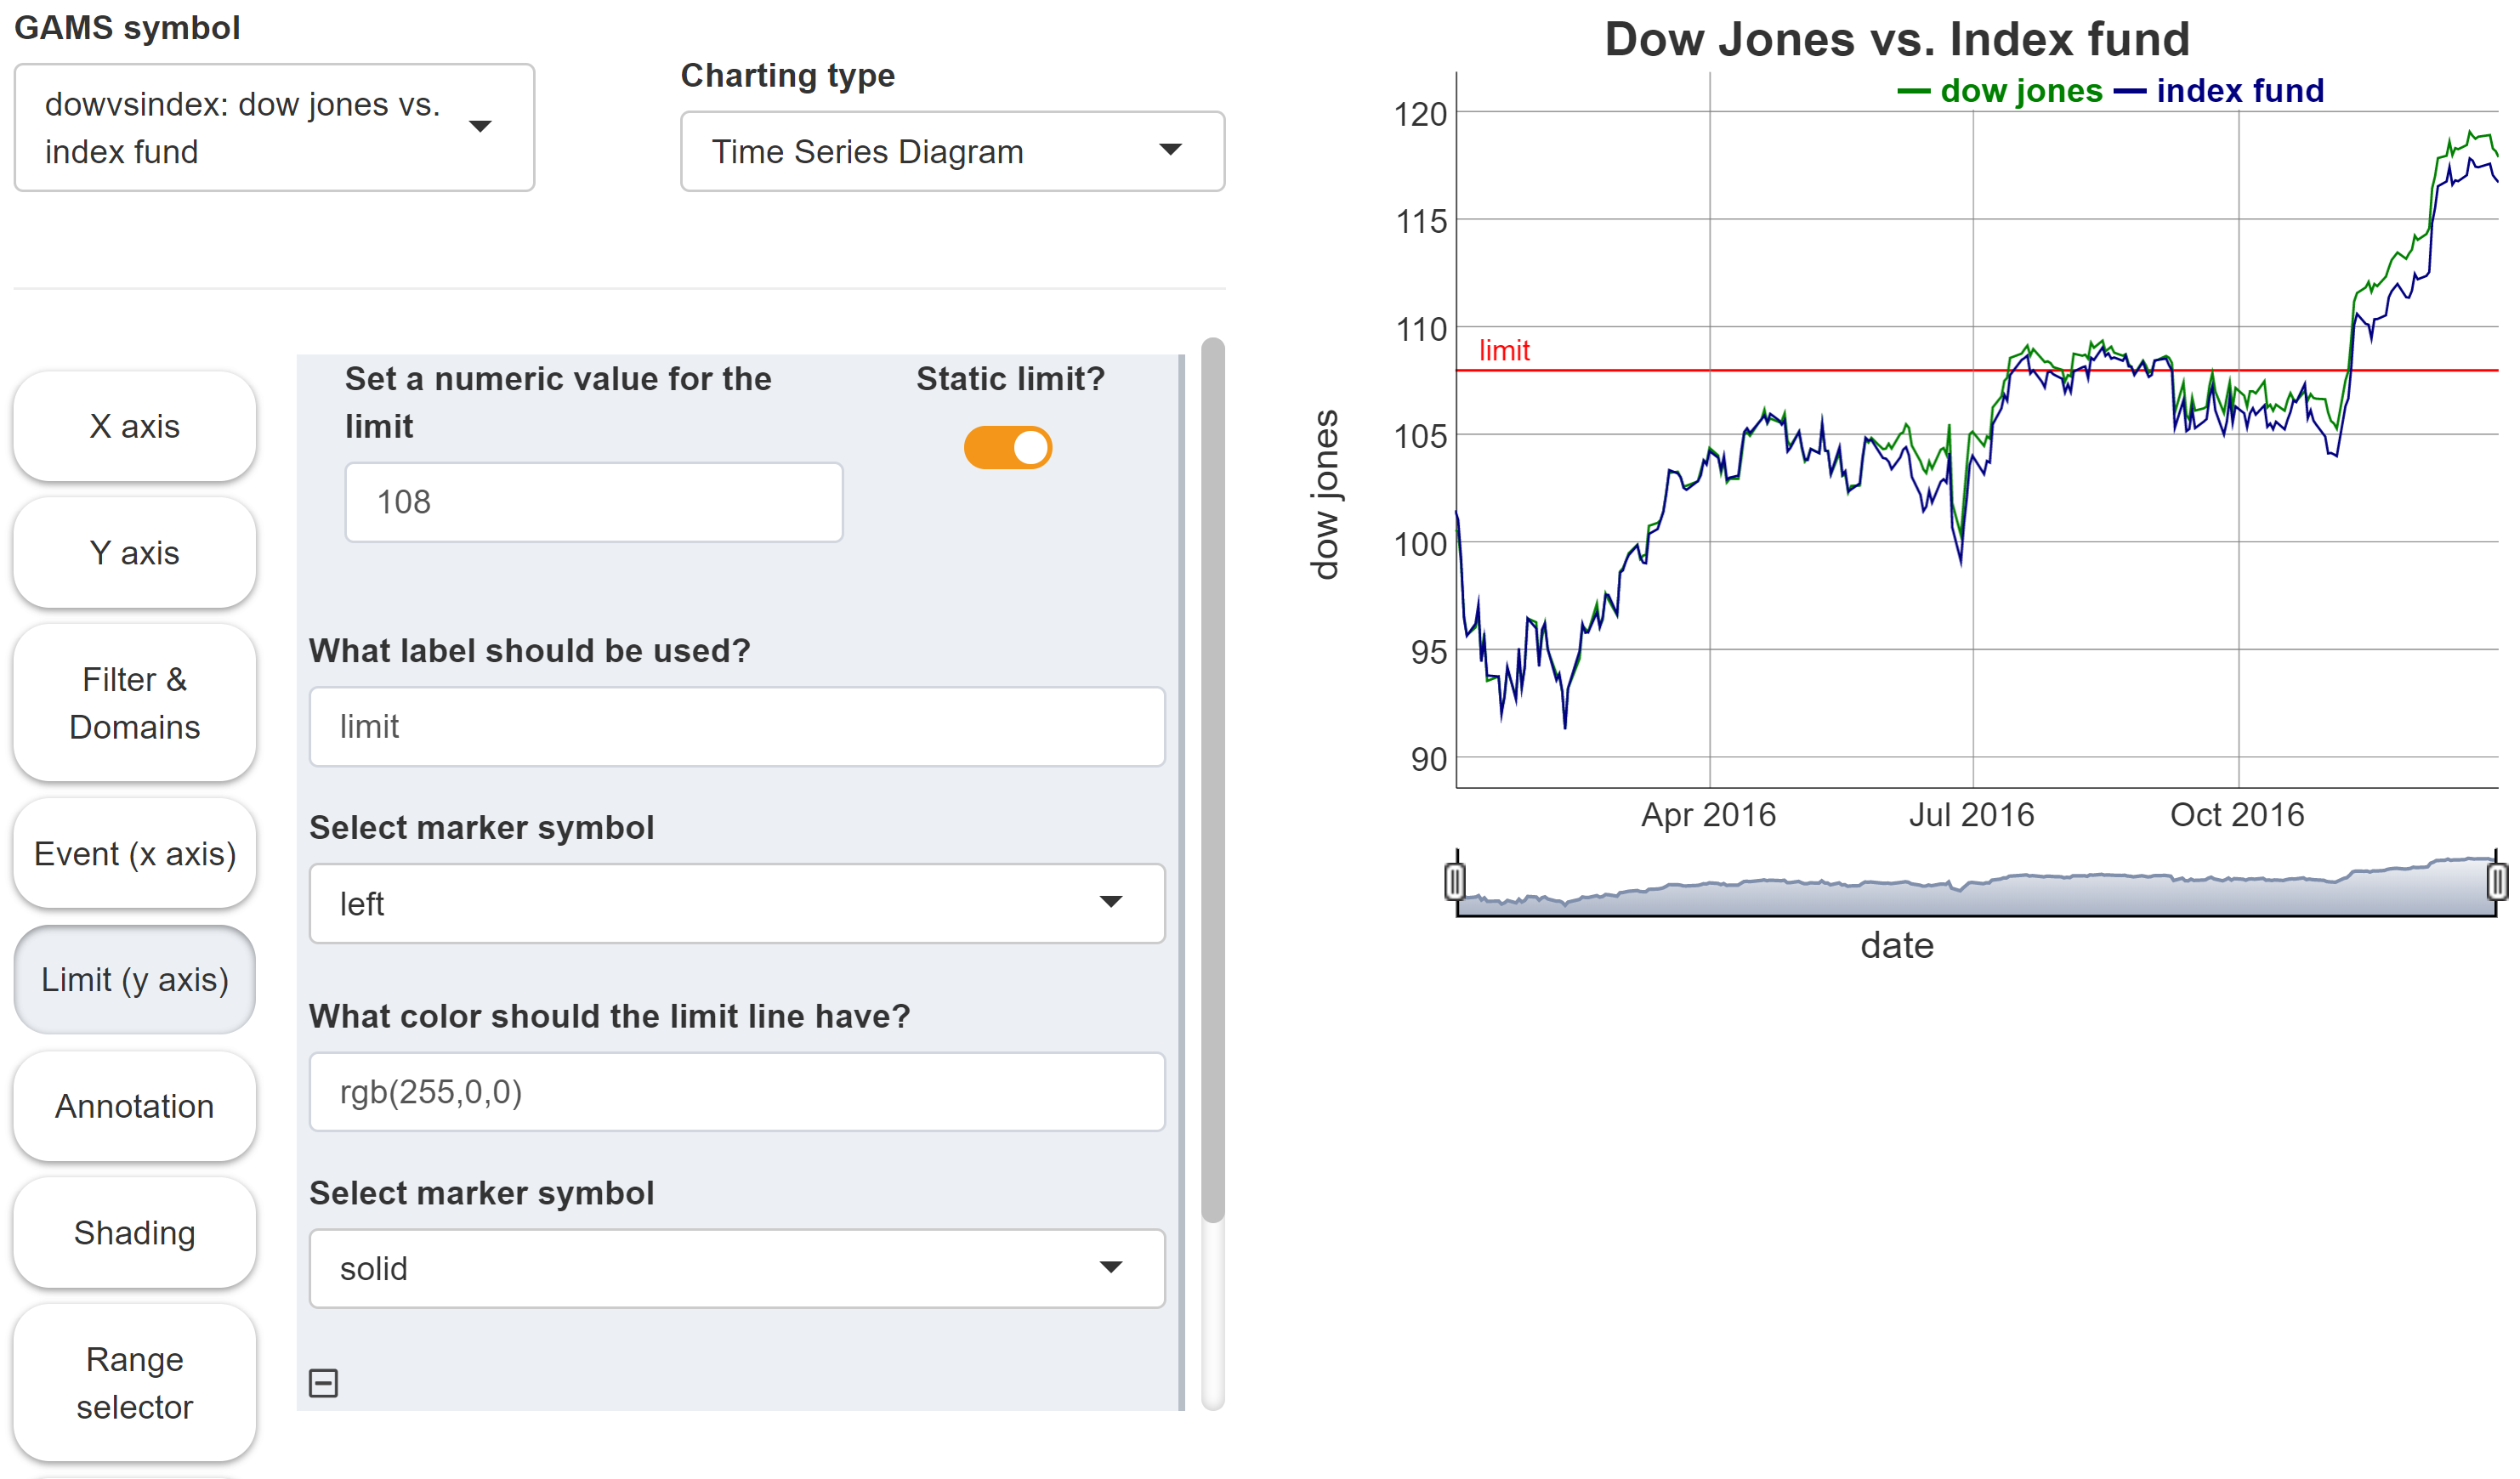 GAMS symbol
dowvsindex: dow jones vs.
index fund
Charting type
Time Series Diagram
X axis
Y axis
Filter &
Domains
Event (x axis)
Limit (y axis)
Annotation
Shading
Range
selector
Set a numeric value for the
limit
Static limit?
108
What label should be used?
limit
Select marker symbol
left
What color should the limit line have?
rgb(255,0,0)
Select marker symbol
solid
Dow Jones vs. Index fund
dow jones index fund
120
115
110
limit
105
100
95
90
dow jones
Apr 2016 Jul 2016 Oct 2016
date